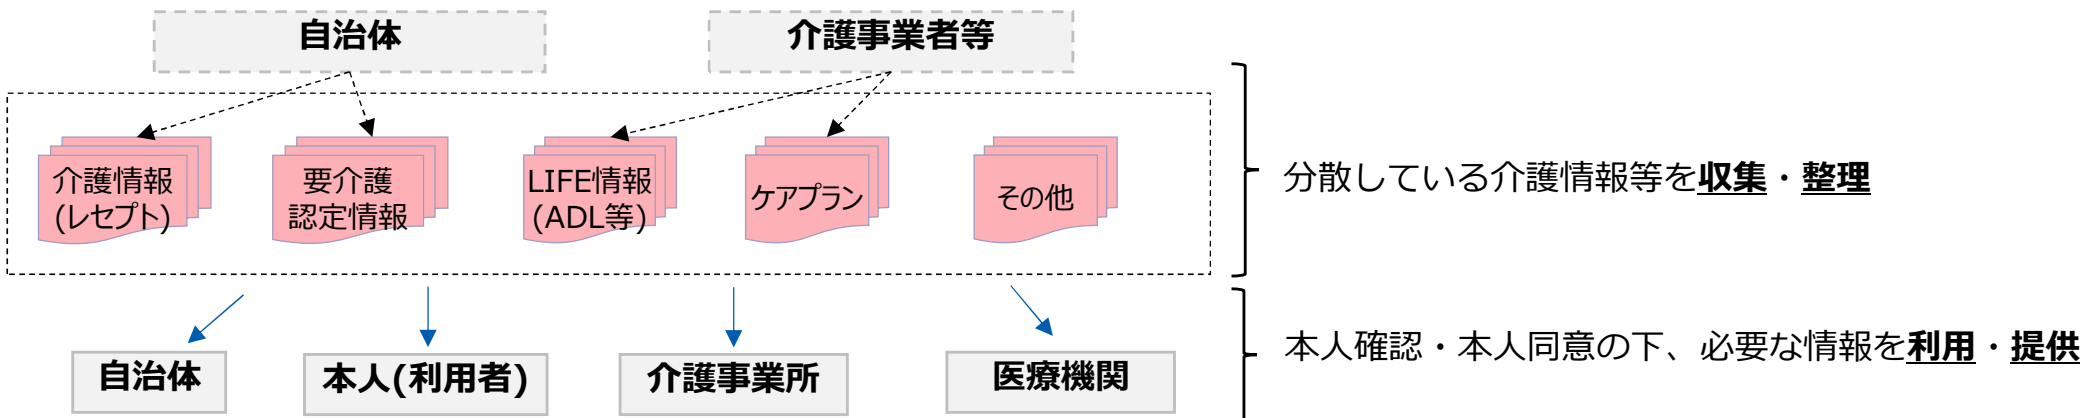 自治体
介護事業者等
介護情報
(レセプト)
要介護
認定情報
LIFE情報
(ADL等)
ケアプラン
その他
分散している介護情報等を収集・整理
自治体
本人(利用者)
介護事業所
医療機関
本人確認・本人同意の下、必要な情報を利用・提供